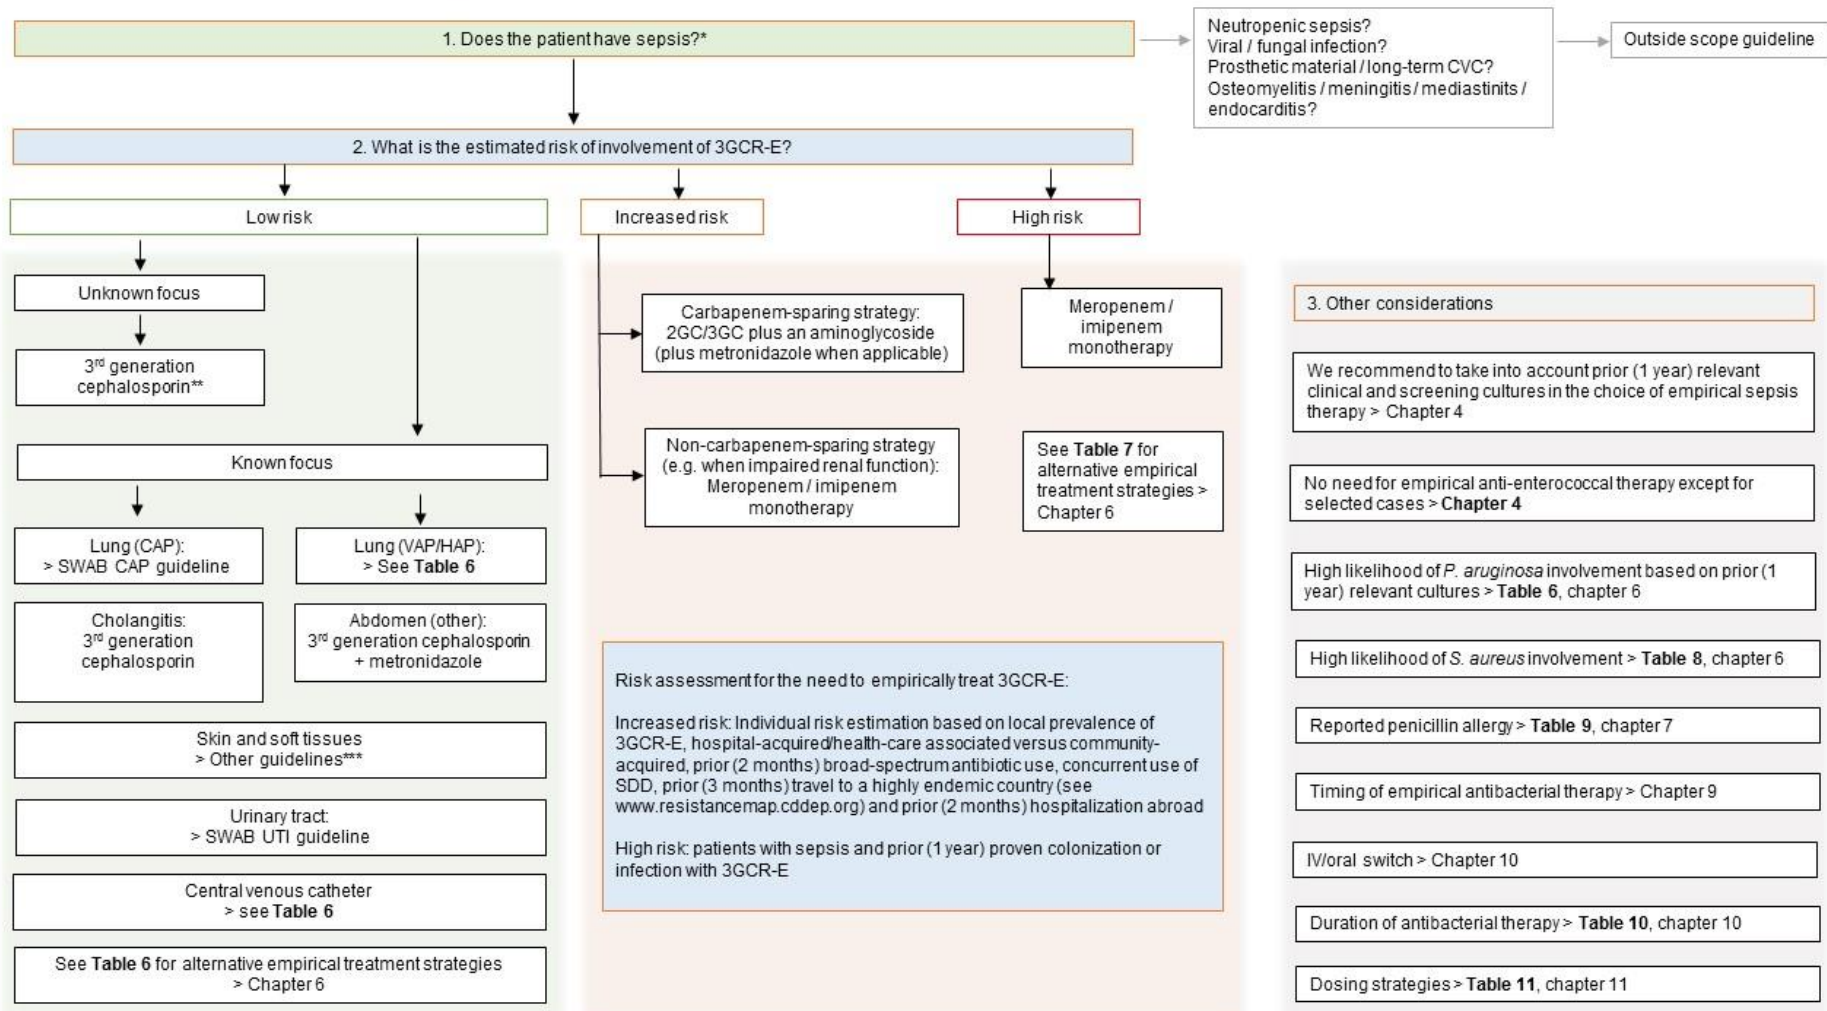 1. Does the patient have sepsis?*
Neutropenic sepsis?
Viral / fungal infection?
Prosthetic material / long-term CVC?
Osteomyelitis / meningitis / mediastinits /
endocarditis?
Outside scope guideline
2. What is the estimated risk of involvement of 3GCR-E?
Low risk
Increased risk
High risk
Unknown focus
3rd generation
cephalosporin**
Known focus
Lung (CAP):
> SWAB CAP guideline
Lung (VAP/HAP):
> See Table 6
Cholangitis:
3rd generation
cephalosporin
Abdomen (other):
3rd generation cephalosporin
+ metronidazole
Skin and soft tissues
> Other guidelines***
Urinary tract:
> SWAB UTI guideline
Central venous catheter
> see Table 6
See Table 6 for alternative empirical treatment strategies
> Chapter 6
Carbapenem-sparing strategy:
2GC/3GC plus an aminoglycoside
(plus metronidazole when applicable)
Non-carbapenem-sparing strategy
(e.g. when impaired renal function):
Meropenem / imipenem
monotherapy
Meropenem /
imipenem
monotherapy
See Table 7 for
alternative empirical
treatment strategies >
Chapter 6
Risk assessment for the need to empirically treat 3GCR-E:
Increased risk: Individual risk estimation based on local prevalence of
3GCR-E, hospital-acquired/health-care associated versus community-
acquired, prior (2 months) broad-spectrum antibiotic use, concurrent use of
SDD, prior (3 months) travel to a highly endemic country (see
www.resistancemap.cddep.org) and prior (2 months) hospitalization abroad
High risk: patients with sepsis and prior (1 year) proven colonization or
infection with 3GCR-E
3. Other considerations
We recommend to take into account prior (1 year) relevant
clinical and screening cultures in the choice of empirical sepsis
therapy > Chapter 4
No need for empirical anti-enterococcal therapy except for
selected cases > Chapter 4
High likelihood of P. aruginosa involvement based on prior (1
year) relevant cultures > Table 6, chapter 6
High likelihood of S. aureus involvement > Table 8, chapter 6
Reported penicillin allergy > Table 9, chapter 7
Timing of empirical antibacterial therapy > Chapter 9
IV/oral switch > Chapter 10
Duration of antibacterial therapy > Table 10, chapter 10
Dosing strategies > Table 11, chapter 11